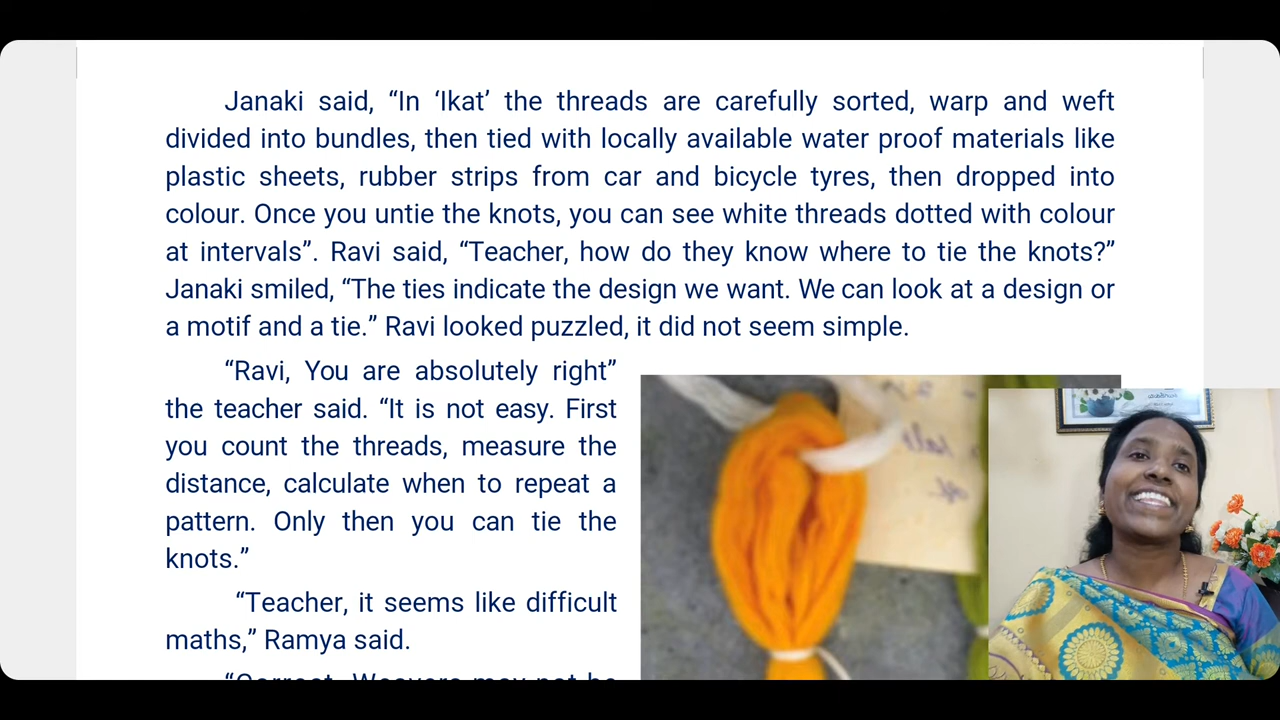 Janaki said, “In ‘Ikat’ the threads are carefully sorted, warp and weft
divided into bundles, then tied with locally available water proof materials like
plastic sheets, rubber strips from car and bicycle tyres, then dropped into
colour. Once you untie the knots, you can see white threads dotted with colour
at intervals”. Ravi said, “Teacher, how do they know where to tie the knots?”
Janaki smiled, “The ties indicate the design we want. We can look at a design or
a motif and a tie.” Ravi looked puzzled, it did not seem simple.
“Ravi, You are absolutely right”
the teacher said. “It is not easy. First
you count the threads, measure the
distance, calculate when to repeat a
pattern. Only then you can tie the
knots.”
“Teacher, it seems like difficult
maths,” Ramya said.
“Correct. Weavers may not be